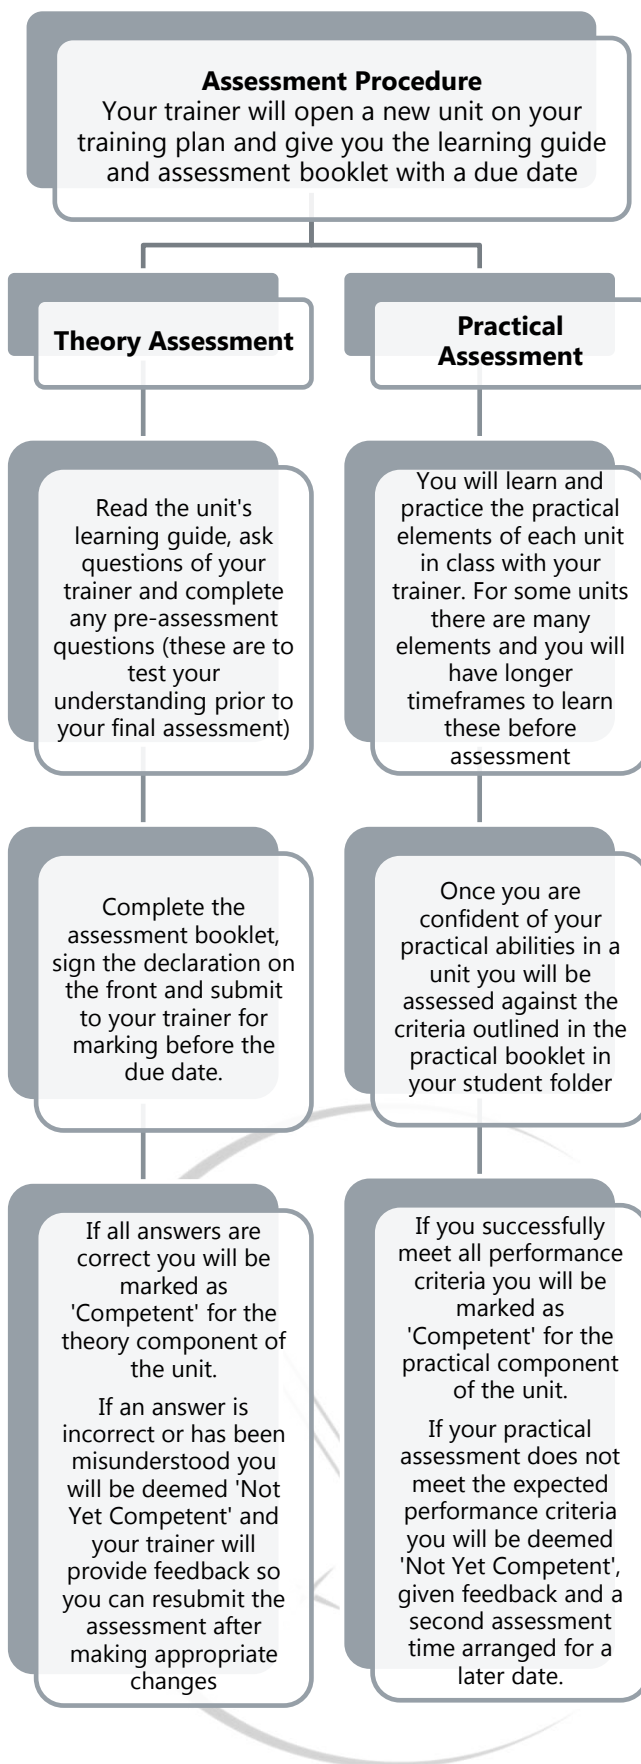 Assessment Procedure
Your trainer will open a new unit on your
training plan and give you the learning guide
and assessment booklet with a due date
Theory Assessment
Read the unit's
learning guide, ask
questions of your
trainer and complete
any pre-assessment
questions (these are to
test your
understanding prior to
your final assessment)
Complete the
assessment booklet,
sign the declaration on
the front and submit
to your trainer for
marking before the
due date.
If all answers are
correct you will be
marked as
'Competent' for the
theory component of
the unit.
If an answer is
incorrect or has been
misunderstood you
will be deemed 'Not
Yet Competent' and
your trainer will
provide feedback so
you can resubmit the
assessment after
making appropriate
changes
Practical
Assessment
You will learn and
practice the practical
elements of each unit
in class with your
trainer. For some units
there are many
elements and you will
have longer
timeframes to learn
these before
assessment
Once you are
confident of your
practical abilities in a
unit you will be
assessed against the
criteria outlined in the
practical booklet in
your student folder
If you successfully
meet all performance
criteria you will be
marked as
'Competent' for the
practical component
of the unit.
If your practical
assessment does not
meet the expected
performance criteria
you will be deemed
'Not Yet Competent',
given feedback and a
second assessment
time arranged for a
later date.